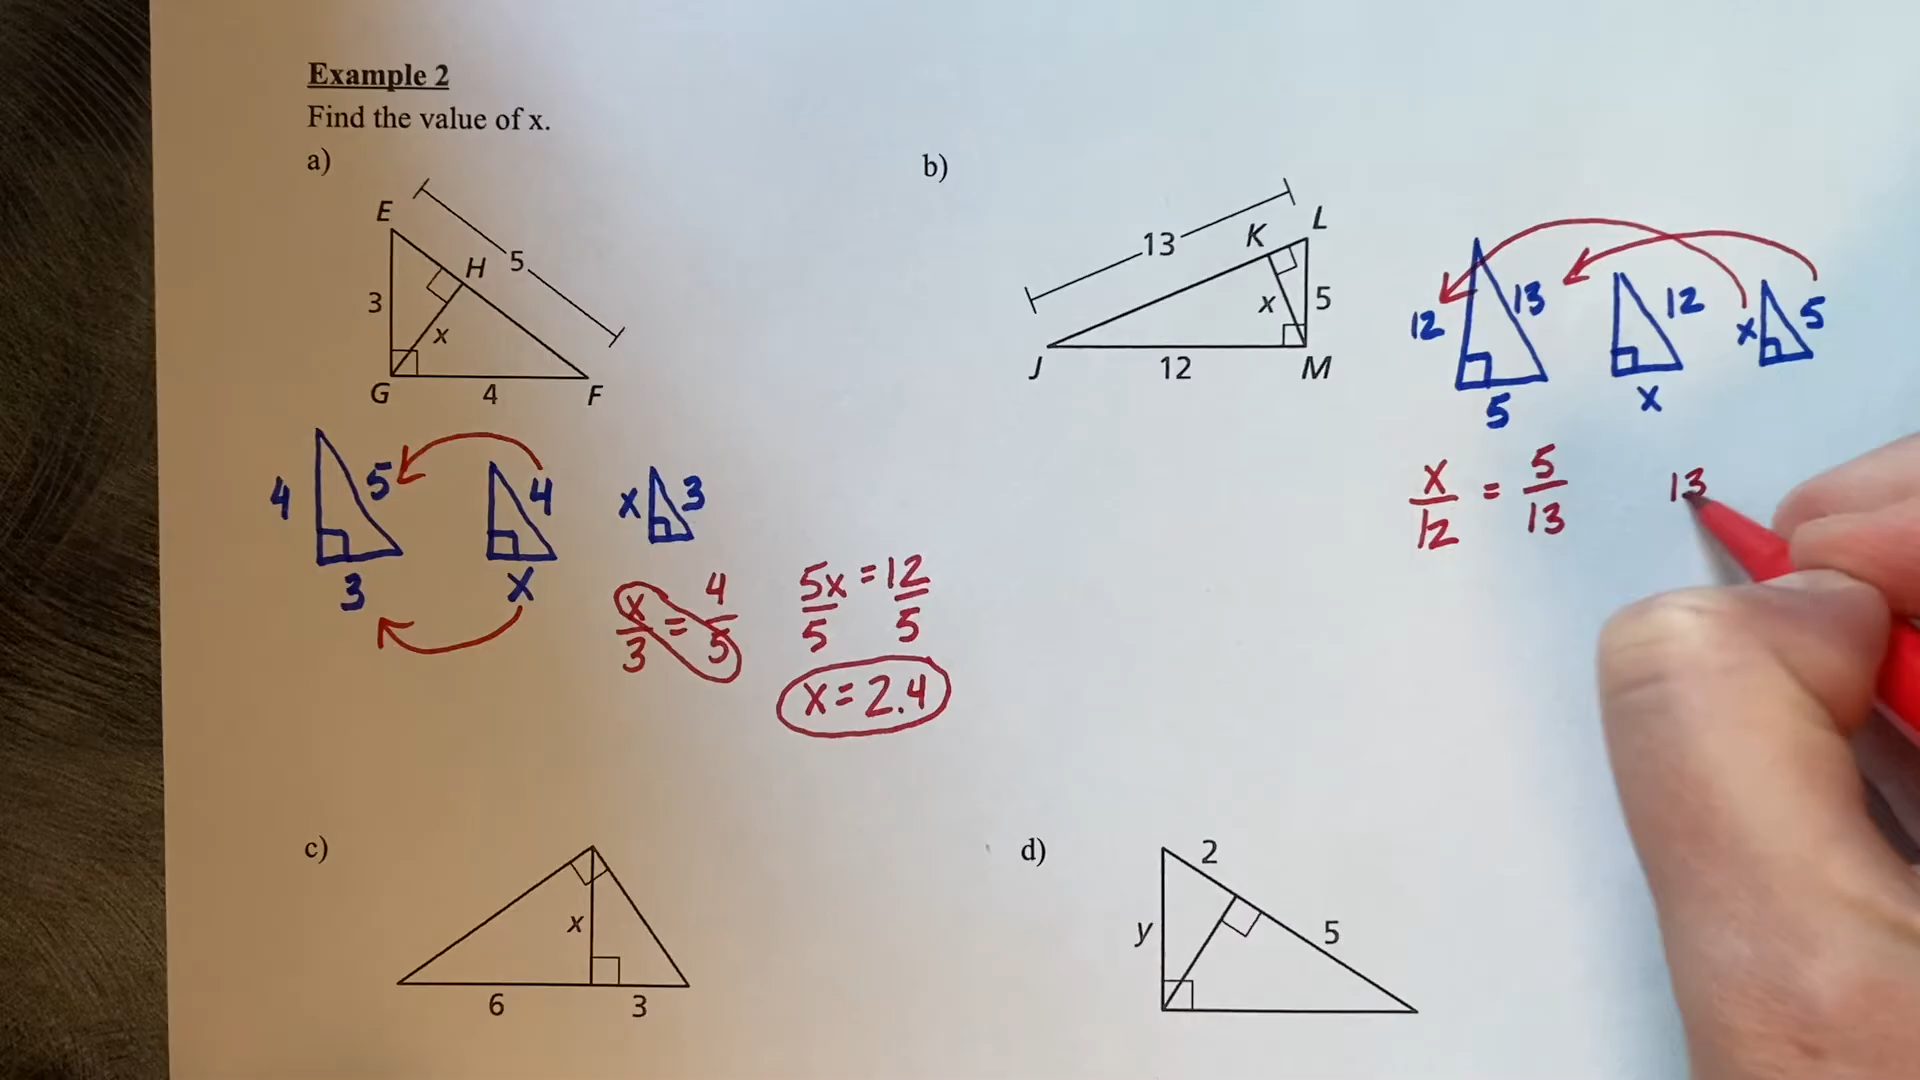 Example 2
Find the value of x.
a)
E
5
H
3
x
G
4
F
4
5
3
4
x
x
3
x/3 = 4/5
5x = 12
5 5
x = 2.4
b)
13
K
L
x
5
J
12
M
12
13
5
12
x
x
5
x/12 = 5/13
13
c)
x
6
3
d)
2
y
5